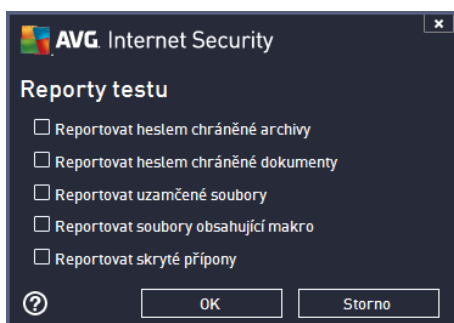 AVG. Internet Security
Reporty testu
Reportovat heslem chráněné archivy
Reportovat heslem chráněné dokumenty
Reportovat uzamčené soubory
Reportovat soubory obsahující makro
Reportovat skryté přípony
OK
Storno